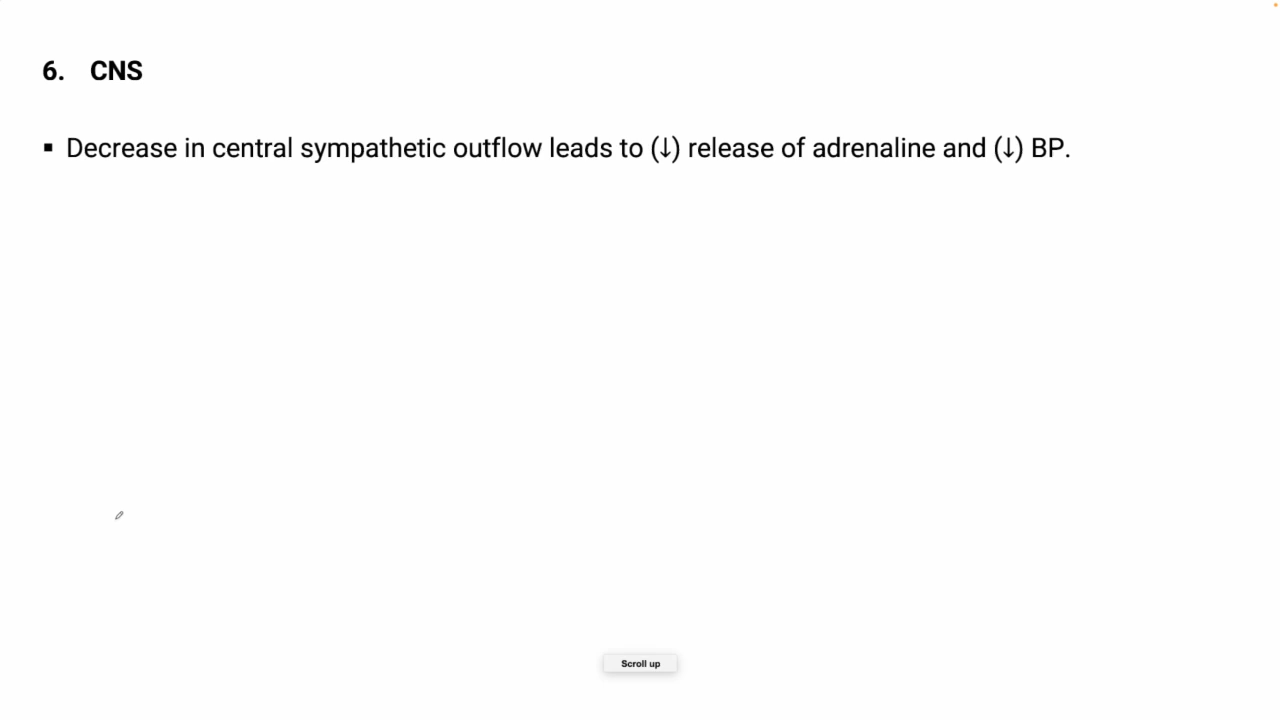 6. CNS
▪ Decrease in central sympathetic outflow leads to (↓) release of adrenaline and (↓) BP.
Scroll up